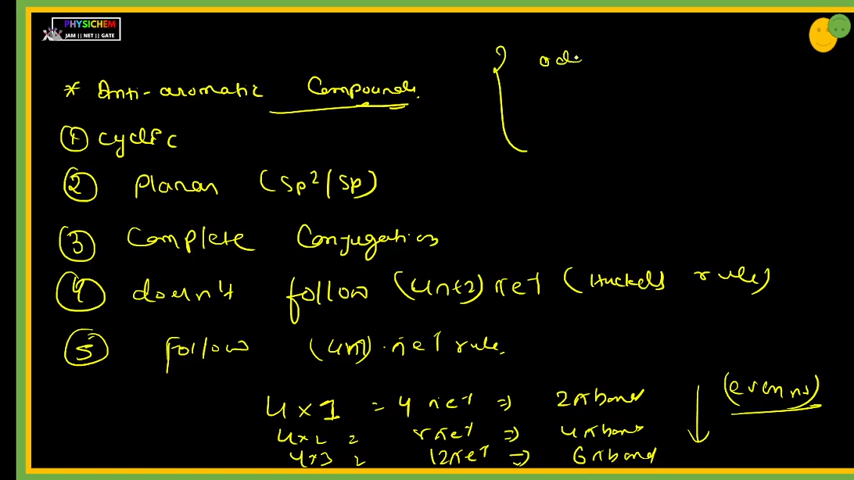 PHYSICHEM
JAM || NET || GATE
od
* Anti-aromatic Compounds.
① cyclic
② planar (sp²/sp)
③ Complete Conjugation
④ doesn't follow (4n+2) πe⁻ (Huckel's rule)
⑤ follow (4n) πe⁻ rule.
4 × 1 = 4 πe⁻ ⇒ 2π bond
(even no)
4×2 = 8πe⁻ ⇒ 4π bond
4×3 = 12πe⁻ ⇒ 6π bond